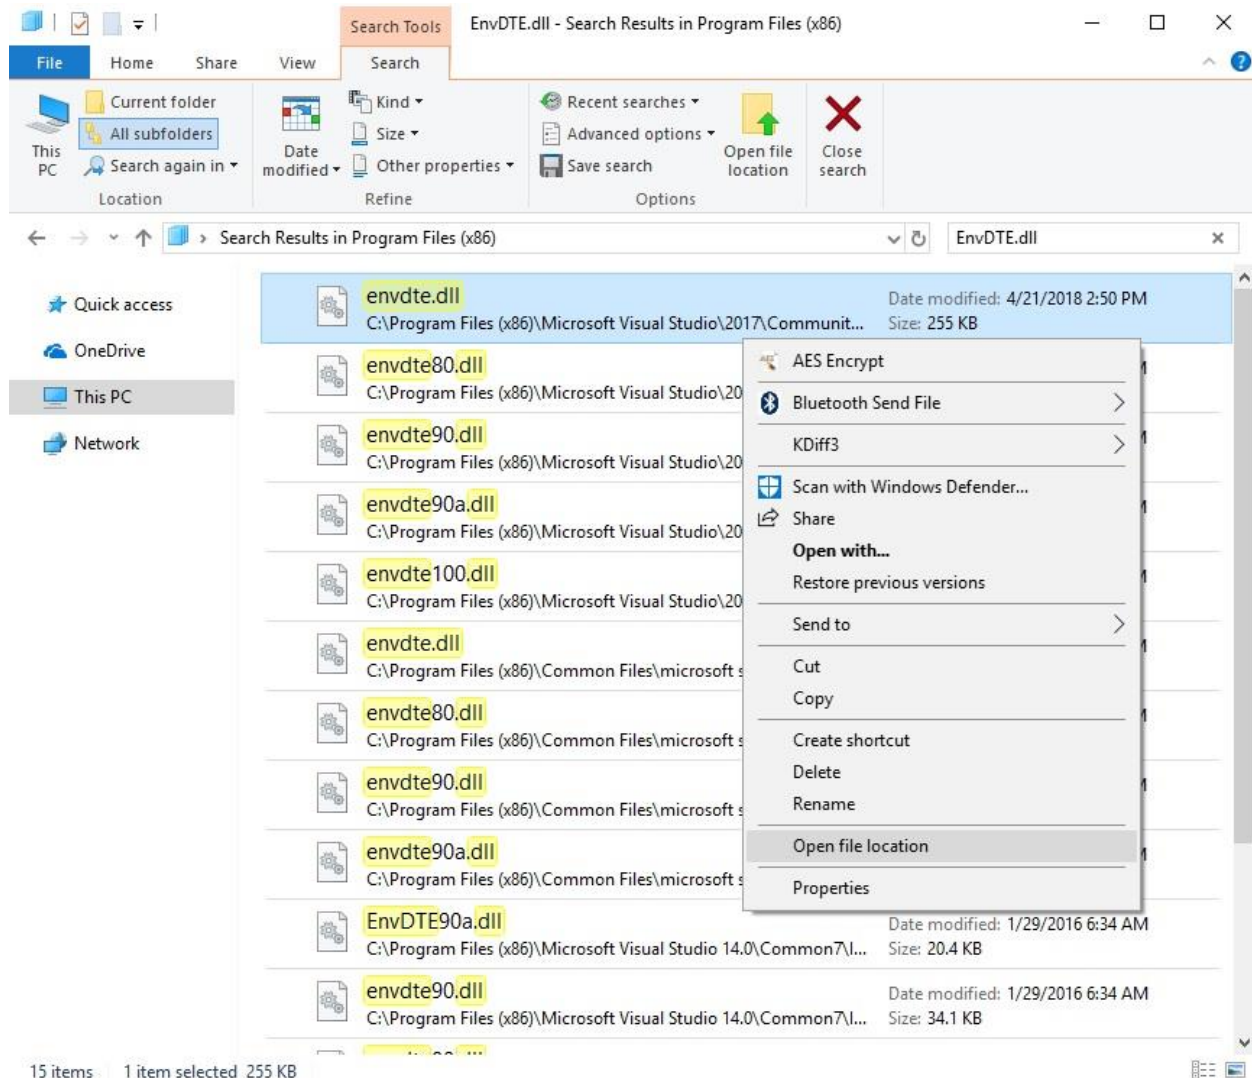 Search Tools
EnvDTE.dll - Search Results in Program Files (x86)
File
Home
Share
View
Search
This PC
Current folder
All subfolders
Search again in
Location
Date modified
Kind
Size
Other properties
Refine
Recent searches
Advanced options
Save search
Options
Open file location
Close search
Search Results in Program Files (x86)
EnvDTE.dll
Quick access
OneDrive
This PC
Network
envdte.dll
C:\Program Files (x86)\Microsoft Visual Studio\2017\Communit...
Date modified: 4/21/2018 2:50 PM
Size: 255 KB
envdte80.dll
C:\Program Files (x86)\Microsoft Visual Studio\20
envdte90.dll
C:\Program Files (x86)\Microsoft Visual Studio\20
envdte90a.dll
C:\Program Files (x86)\Microsoft Visual Studio\20
envdte100.dll
C:\Program Files (x86)\Microsoft Visual Studio\20
envdte.dll
C:\Program Files (x86)\Common Files\microsoft s
envdte80.dll
C:\Program Files (x86)\Common Files\microsoft s
envdte90.dll
C:\Program Files (x86)\Common Files\microsoft s
envdte90a.dll
C:\Program Files (x86)\Common Files\microsoft s
EnvDTE90a.dll
C:\Program Files (x86)\Microsoft Visual Studio 14.0\Common7\I...
Date modified: 1/29/2016 6:34 AM
Size: 20.4 KB
envdte90.dll
C:\Program Files (x86)\Microsoft Visual Studio 14.0\Common7\I...
Date modified: 1/29/2016 6:34 AM
Size: 34.1 KB
AES Encrypt
Bluetooth Send File
KDiff3
Scan with Windows Defender...
Share
Open with...
Restore previous versions
Send to
Cut
Copy
Create shortcut
Delete
Rename
Open file location
Properties
15 items
1 item selected 255 KB